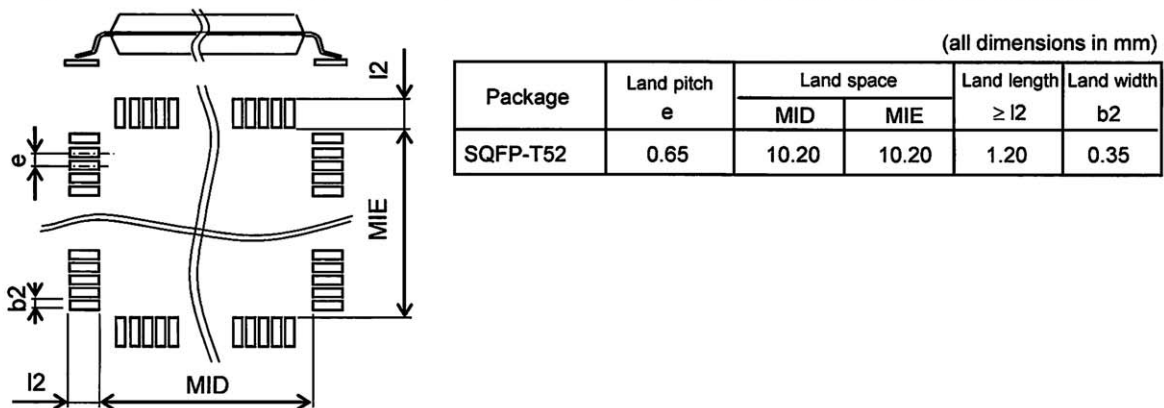 l2
e
MIE
b2
l2
MID
(all dimensions in mm)
Package
Land pitch
e
Land space
MID
MIE
Land length
≥ l2
Land width
b2
SQFP-T52
0.65
10.20
10.20
1.20
0.35